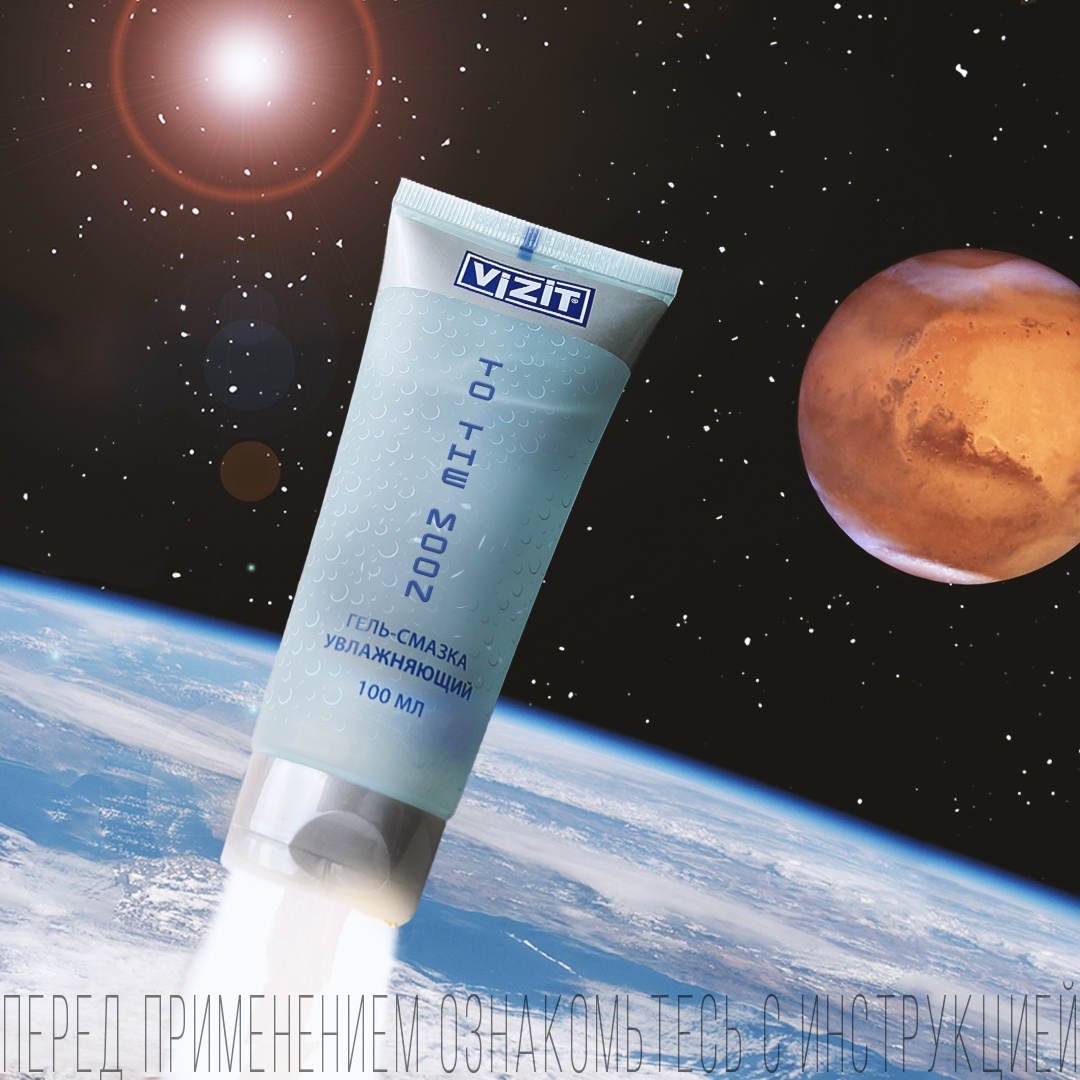 ViZiT®
TO THE MOON
ГЕЛЬ-СМАЗКА
УВЛАЖНЯЮЩИЙ
100 МЛ
ПЕРЕД ПРИМЕНЕНИЕМ ОЗНАКОМЬТЕСЬ С ИНСТРУКЦИЕЙ